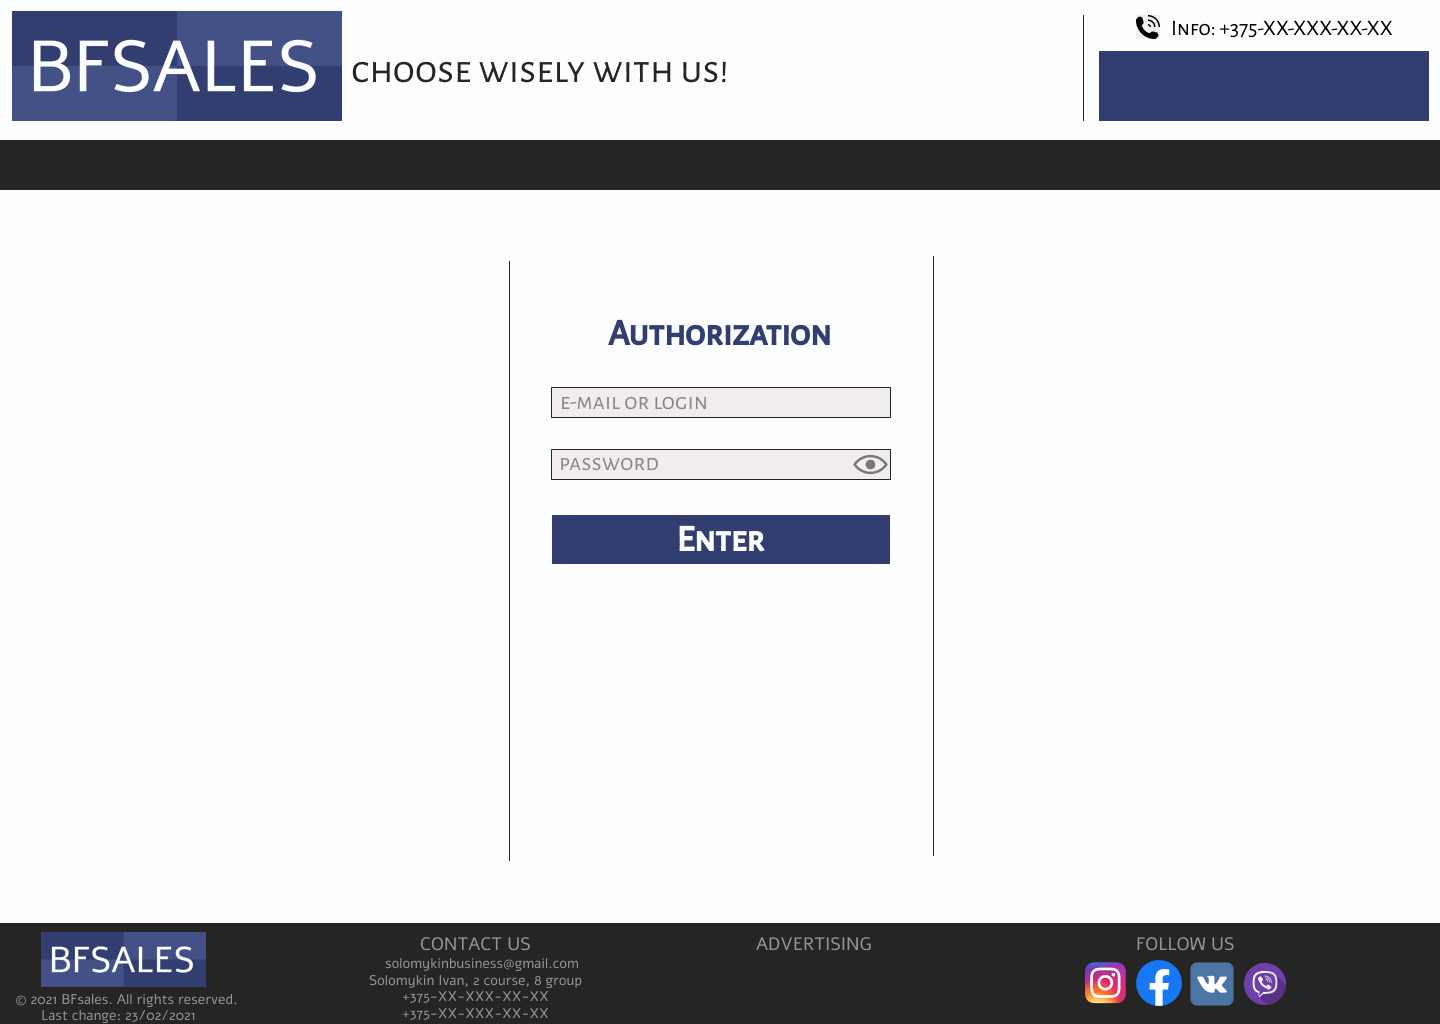 BFSALES
CHOOSE WISELY WITH US!
Info: +375-XX-XXX-XX-XX
Authorization
E-MAIL OR LOGIN
PASSWORD
Enter
BFSALES
© 2021 BFsales. All rights reserved.
Last change: 23/02/2021
CONTACT US
solomykinbusiness@gmail.com
Solomykin Ivan, 2 course, 8 group
+375-XX-XXX-XX-XX
+375-XX-XXX-XX-XX
ADVERTISING
FOLLOW US